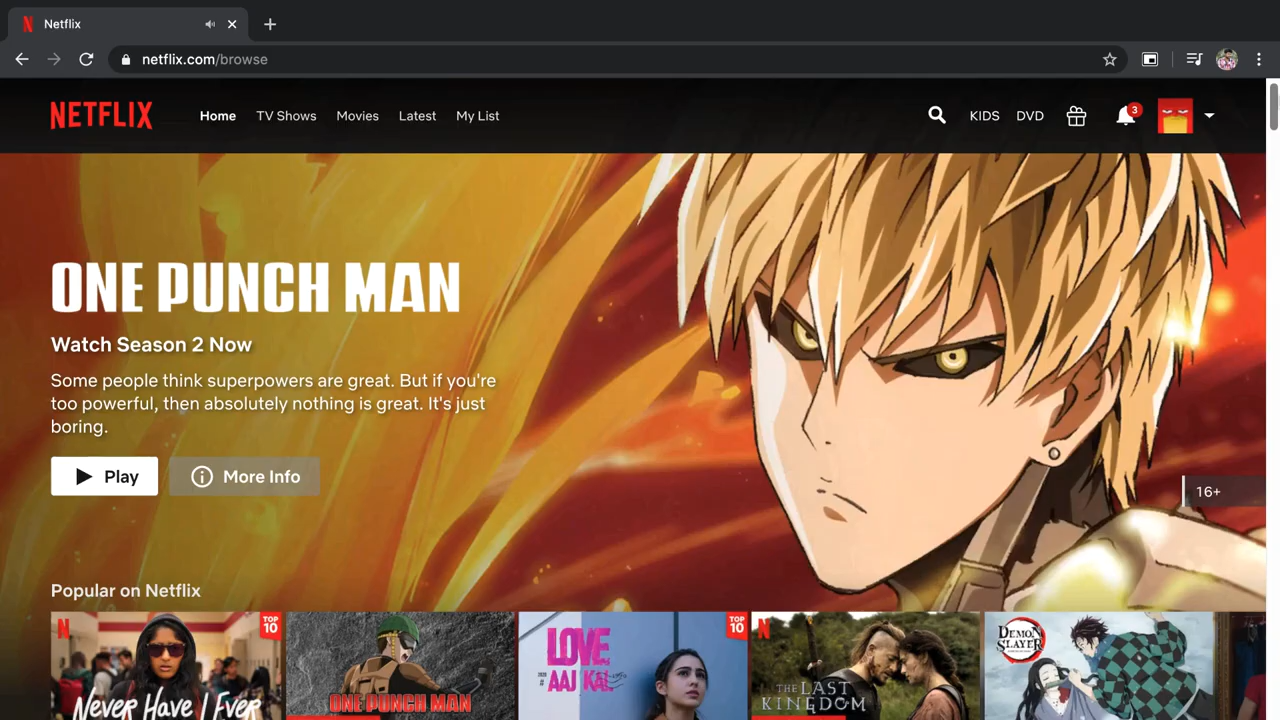 Netflix
netflix.com/browse
NETFLIX
Home TV Shows Movies Latest My List
KIDS DVD 3
ONE PUNCH MAN
Watch Season 2 Now
Some people think superpowers are great. But if you're
too powerful, then absolutely nothing is great. It's just
boring.
Play More Info
16+
Popular on Netflix
N TOP 10
NEVER HAVE I EVER
ONE PUNCH MAN
TOP 10
LOVE
AAJ KAL
N
THE LAST
KINGDOM
DEMON
SLAYER